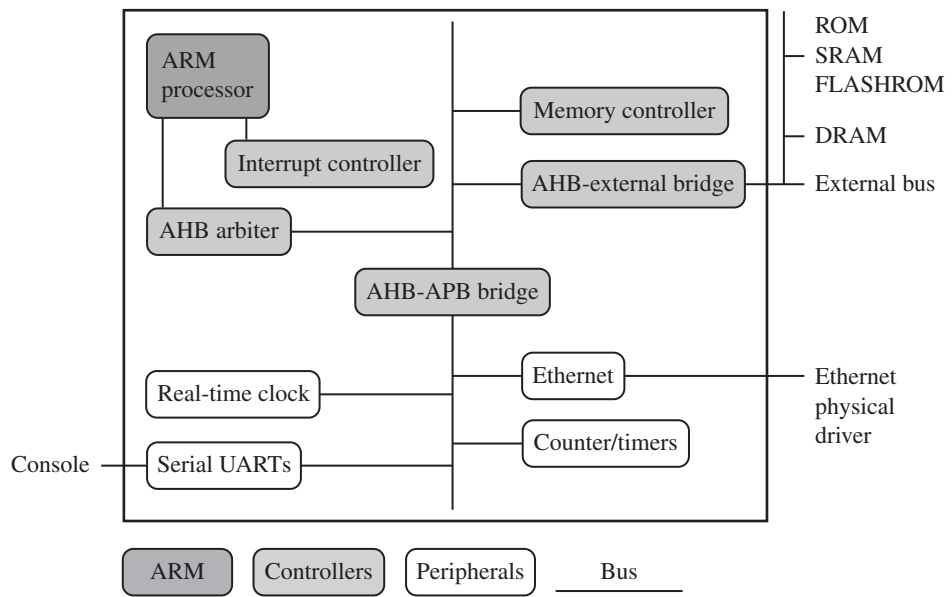 ARM
processor
Interrupt controller
AHB arbiter
Memory controller
AHB-external bridge
AHB-APB bridge
ROM
SRAM
FLASHROM
DRAM
External bus
Real-time clock
Serial UARTs
Console
Ethernet
Counter/timers
Ethernet
physical
driver
ARM
Controllers
Peripherals
Bus